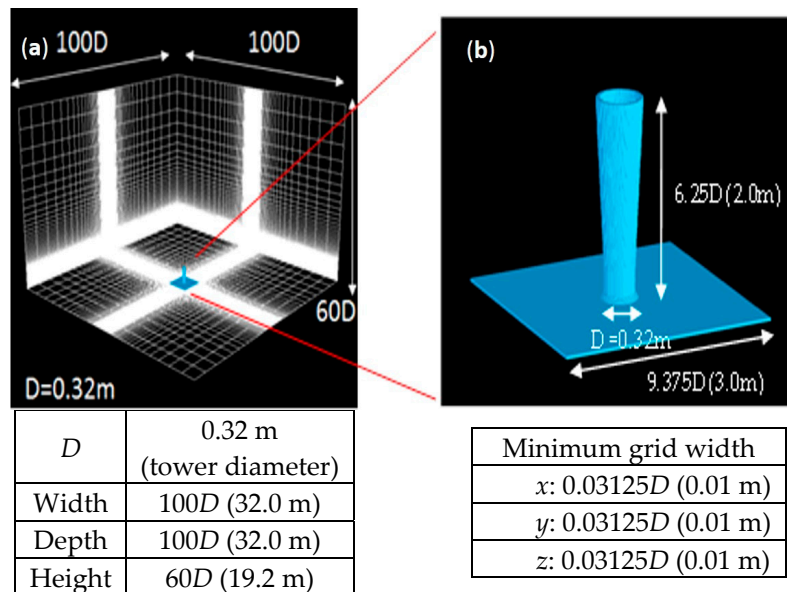 (a) 100D
100D
60D
D=0.32m
(b)
6.25D(2.0m)
D =0.32m
9.375D(3.0m)
D 0.32 m
(tower diameter)
Width 100D (32.0 m)
Depth 100D (32.0 m)
Height 60D (19.2 m)
Minimum grid width
x: 0.03125D (0.01 m)
y: 0.03125D (0.01 m)
z: 0.03125D (0.01 m)